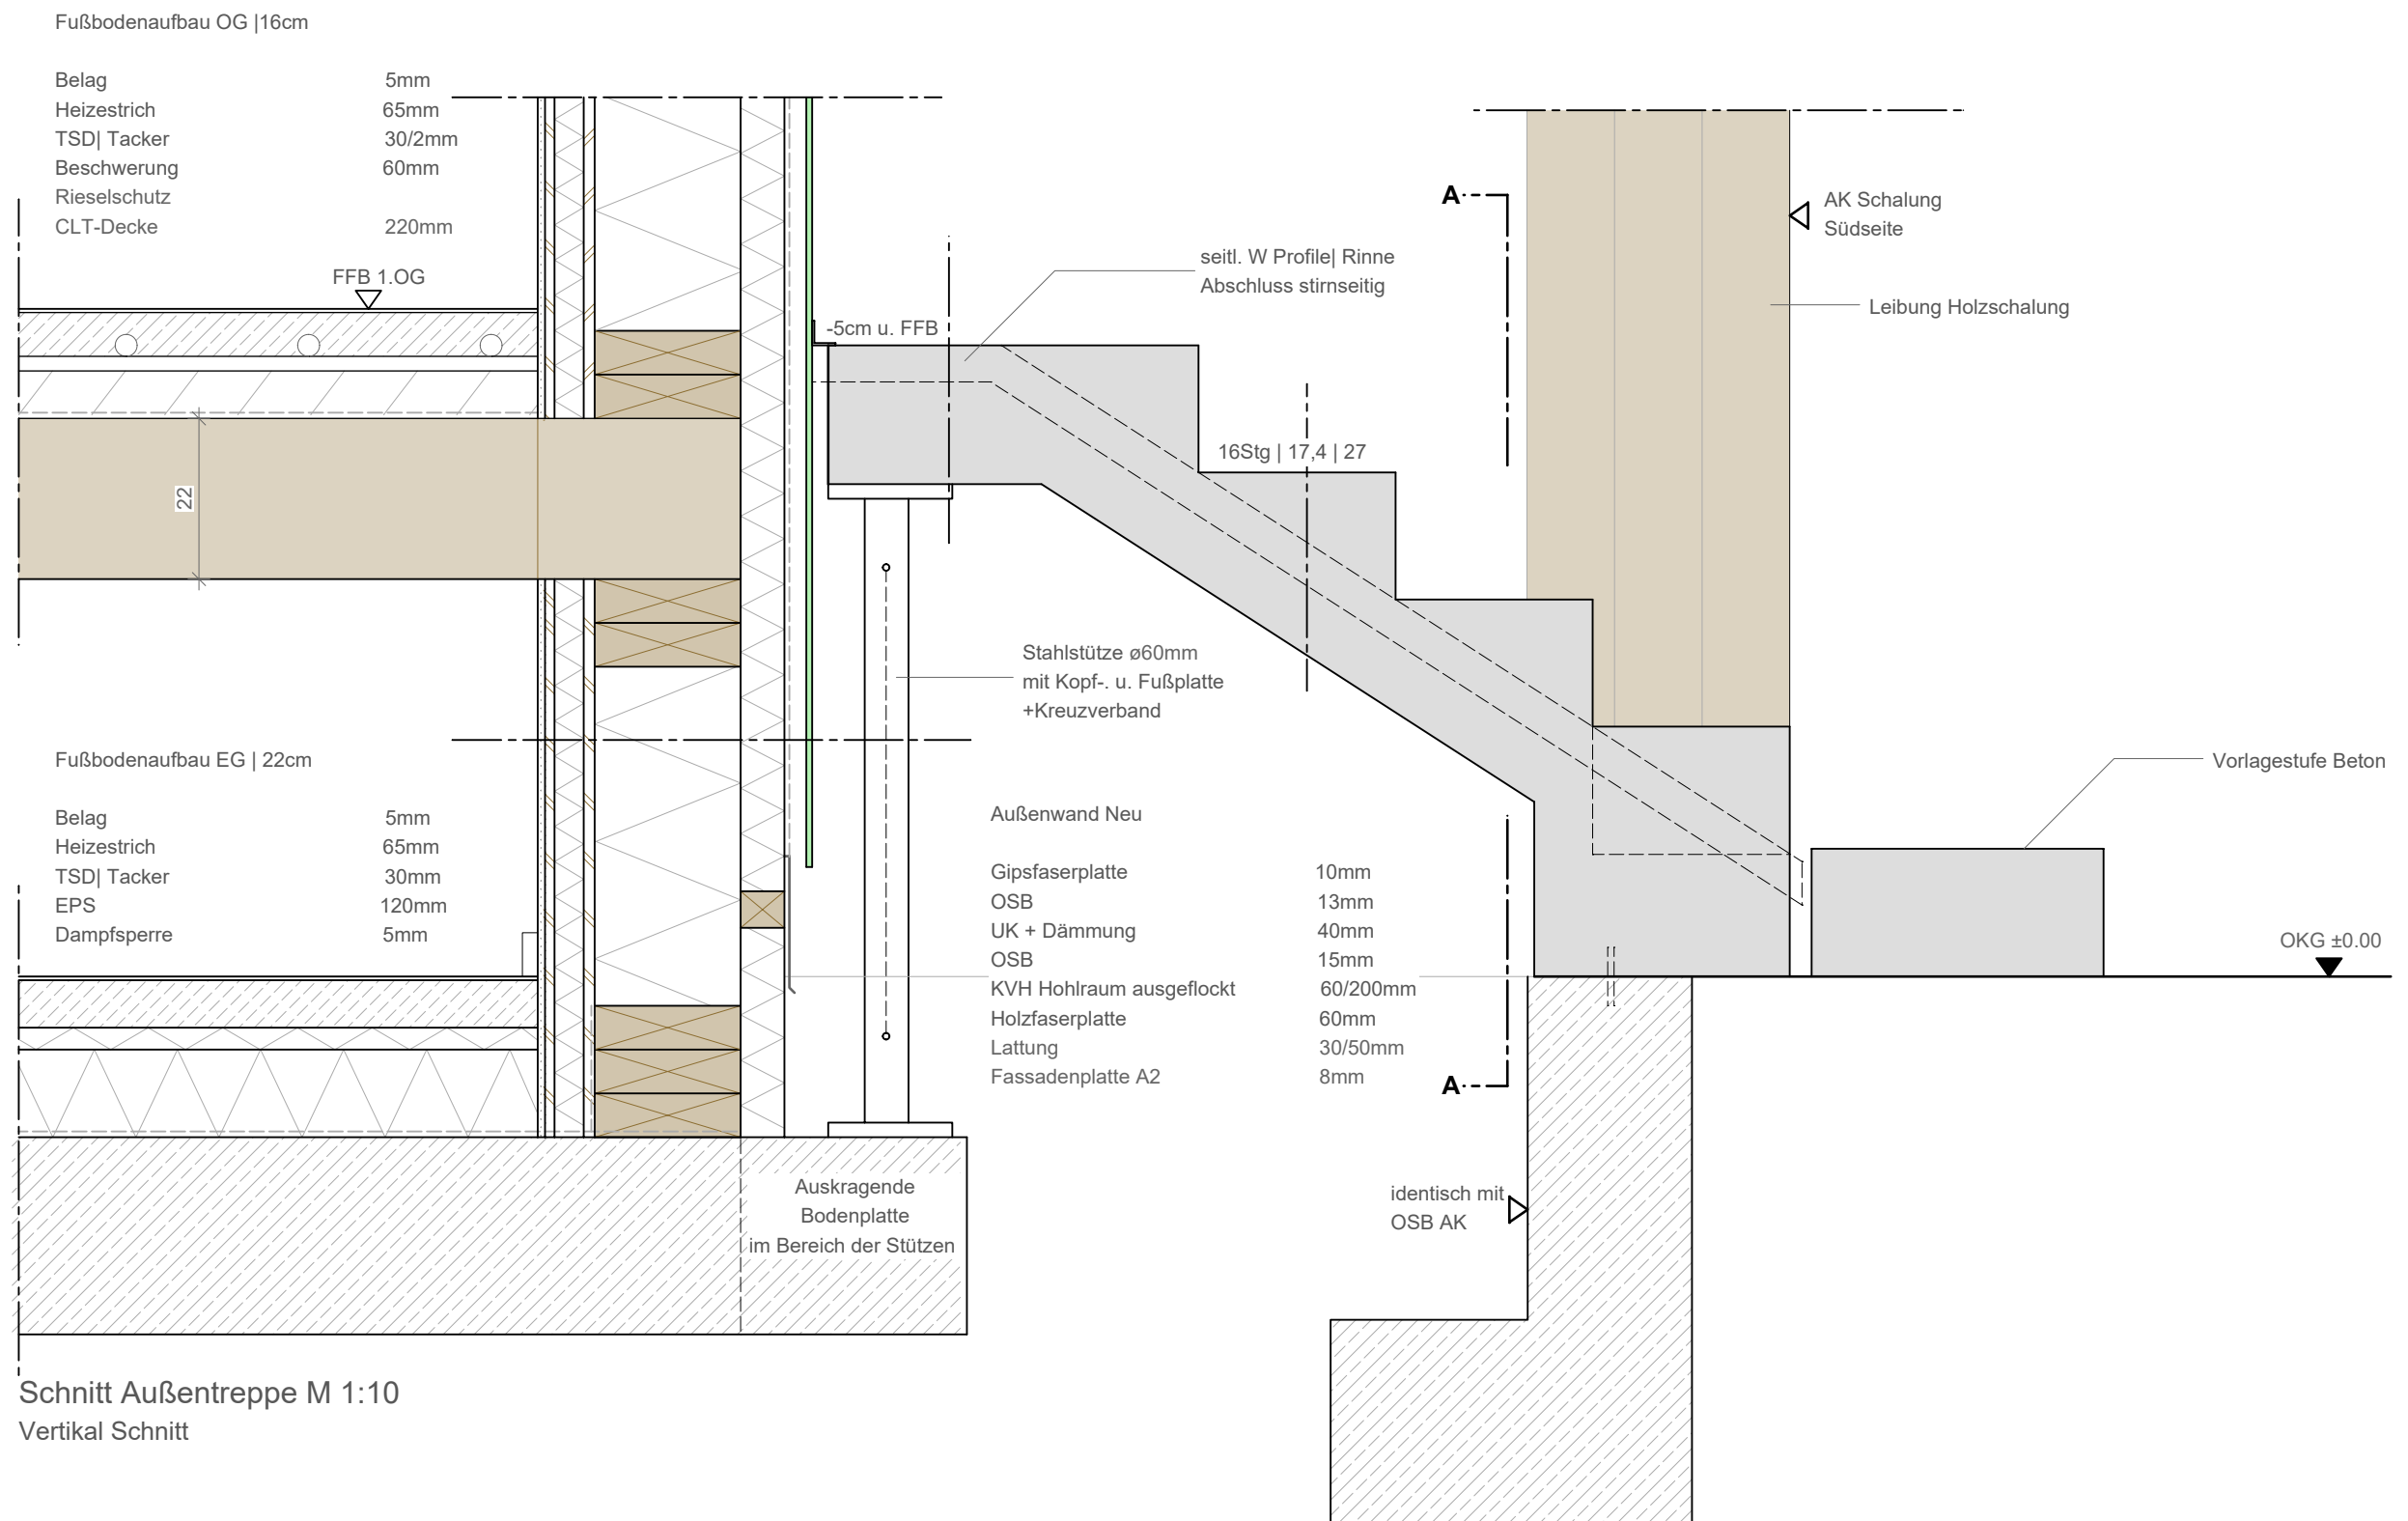 Fußbodenaufbau OG |16cm
Belag 5mm
Heizestrich 65mm
TSD| Tacker 30/2mm
Beschwerung 60mm
Rieselschutz
CLT-Decke 220mm
FFB 1.OG
22
-5cm u. FFB
seitl. W Profile| Rinne
Abschluss stirnseitig
A
AK Schalung
Südseite
Leibung Holzschalung
16Stg | 17,4 | 27
Stahlstütze ø60mm
mit Kopf-. u. Fußplatte
+Kreuzverband
Fußbodenaufbau EG | 22cm
Belag 5mm
Heizestrich 65mm
TSD| Tacker 30mm
EPS 120mm
Dampfsperre 5mm
Außenwand Neu
Gipsfaserplatte 10mm
OSB 13mm
UK + Dämmung 40mm
OSB 15mm
KVH Hohlraum ausgeflockt 60/200mm
Holzfaserplatte 60mm
Lattung 30/50mm
Fassadenplatte A2 8mm
A
Vorlagestufe Beton
OKG ±0.00
Auskragende
Bodenplatte
im Bereich der Stützen
identisch mit
OSB AK
Schnitt Außentreppe M 1:10
Vertikal Schnitt